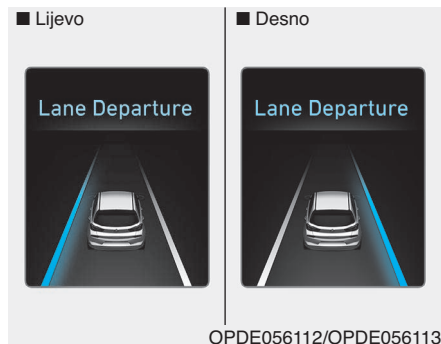 ■ Lijevo
■ Desno
Lane Departure
Lane Departure
OPDE056112/OPDE056113